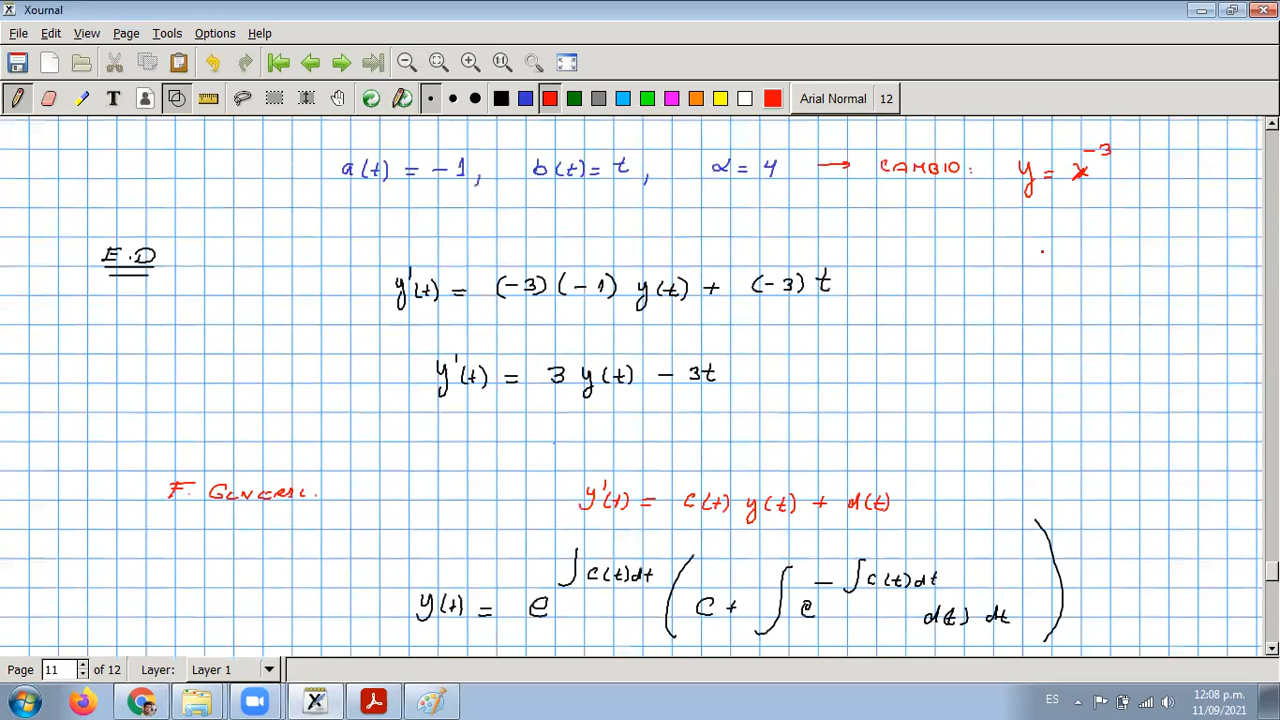 Xournal
File Edit View Page Tools Options Help
Arial Normal 12
a(t) = -1, b(t) = t, α = 4 → CAMBIO: y = x^{-3}
E.D
y'(t) = (-3)(-1) y(t) + (-3) t
y'(t) = 3 y(t) - 3t
F. GENERAL.
y'(t) = c(t) y(t) + d(t)
y(t) = e^{∫c(t)dt} ( C + ∫ e^{-∫c(t)dt} d(t) dt )
Page 11 of 12 Layer: Layer 1
ES 12:08 p.m.
11/09/2021